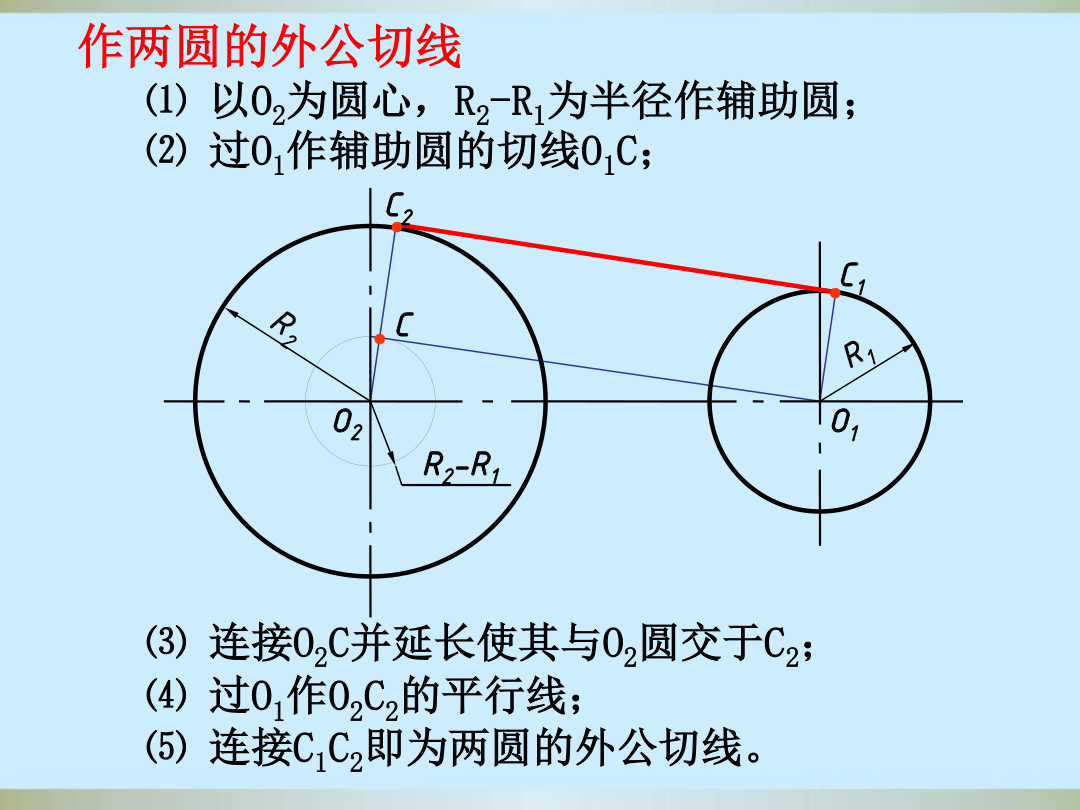 作两圆的外公切线
⑴ 以O₂为圆心，R₂-R₁为半径作辅助圆；
⑵ 过O₁作辅助圆的切线O₁C；
C₂
C₁
R₂
C
R₁
O₂
O₁
R₂-R₁
⑶ 连接O₂C并延长使其与O₂圆交于C₂；
⑷ 过O₁作O₂C₂的平行线；
⑸ 连接C₁C₂即为两圆的外公切线。